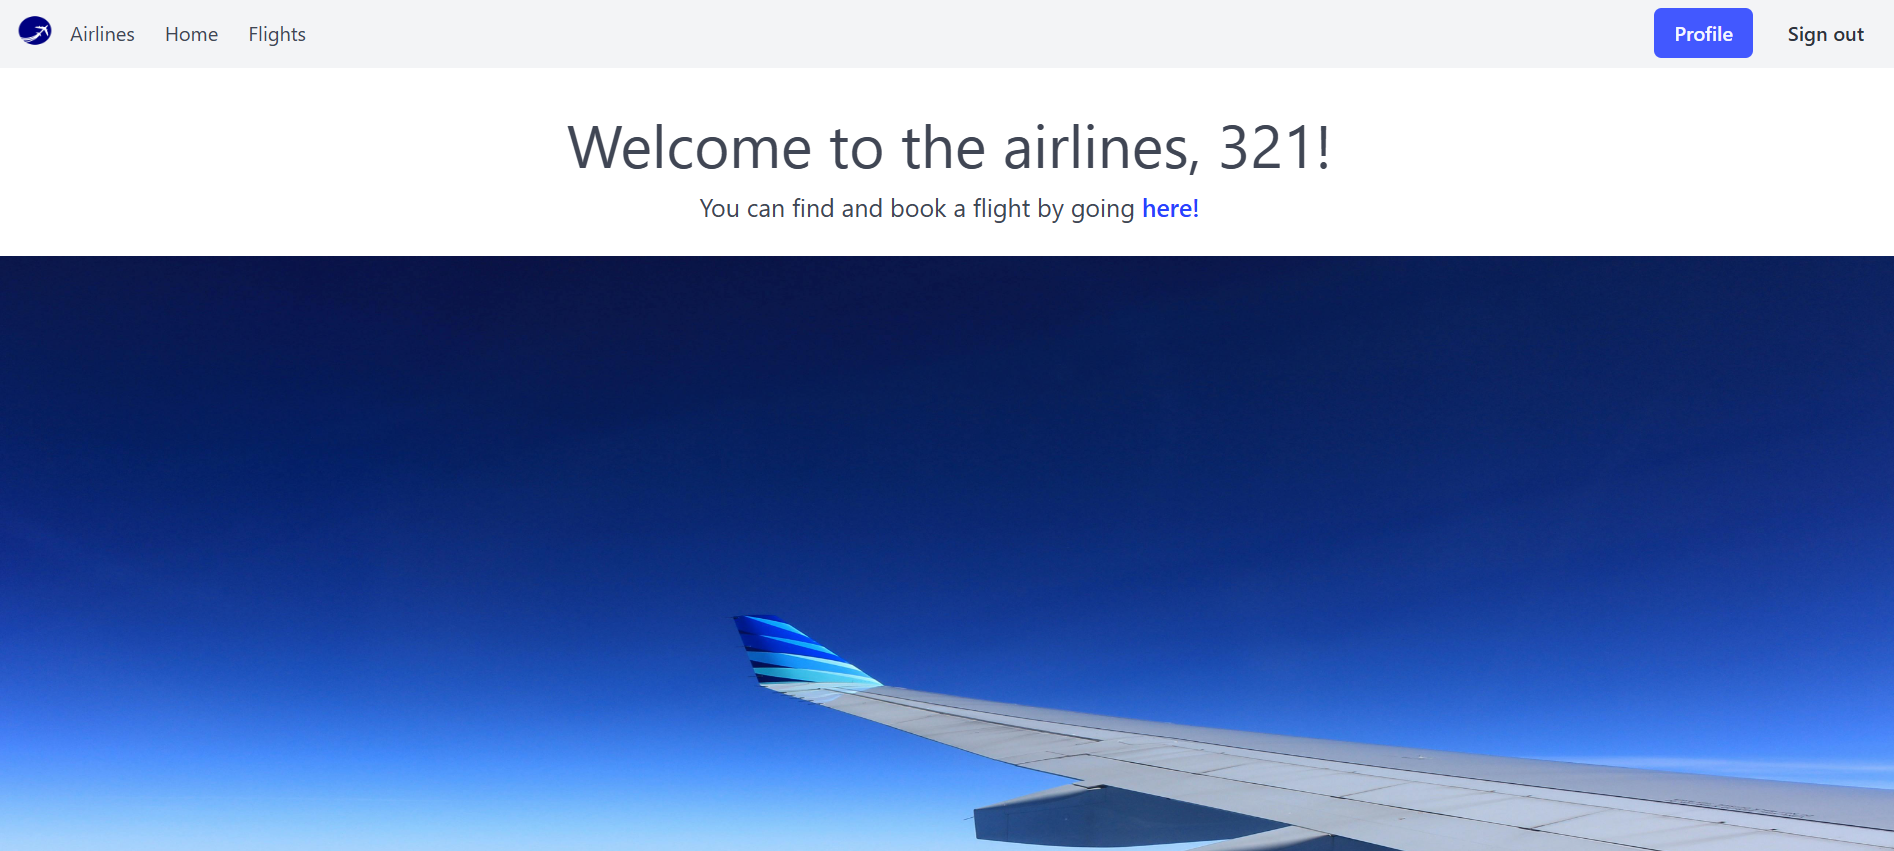 Airlines Home Flights Profile Sign out
Welcome to the airlines, 321!
You can find and book a flight by going here!